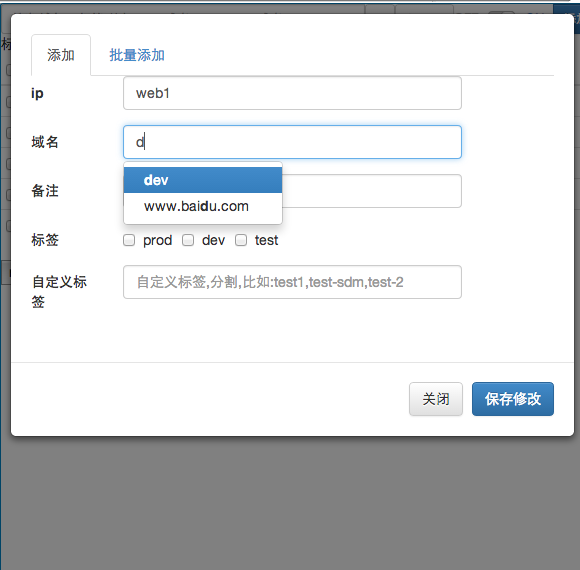 添加 批量添加
ip web1
域名 d
dev
www.baidu.com
备注
标签 prod dev test
自定义标签 自定义标签,分割,比如:test1,test-sdm,test-2
关闭 保存修改